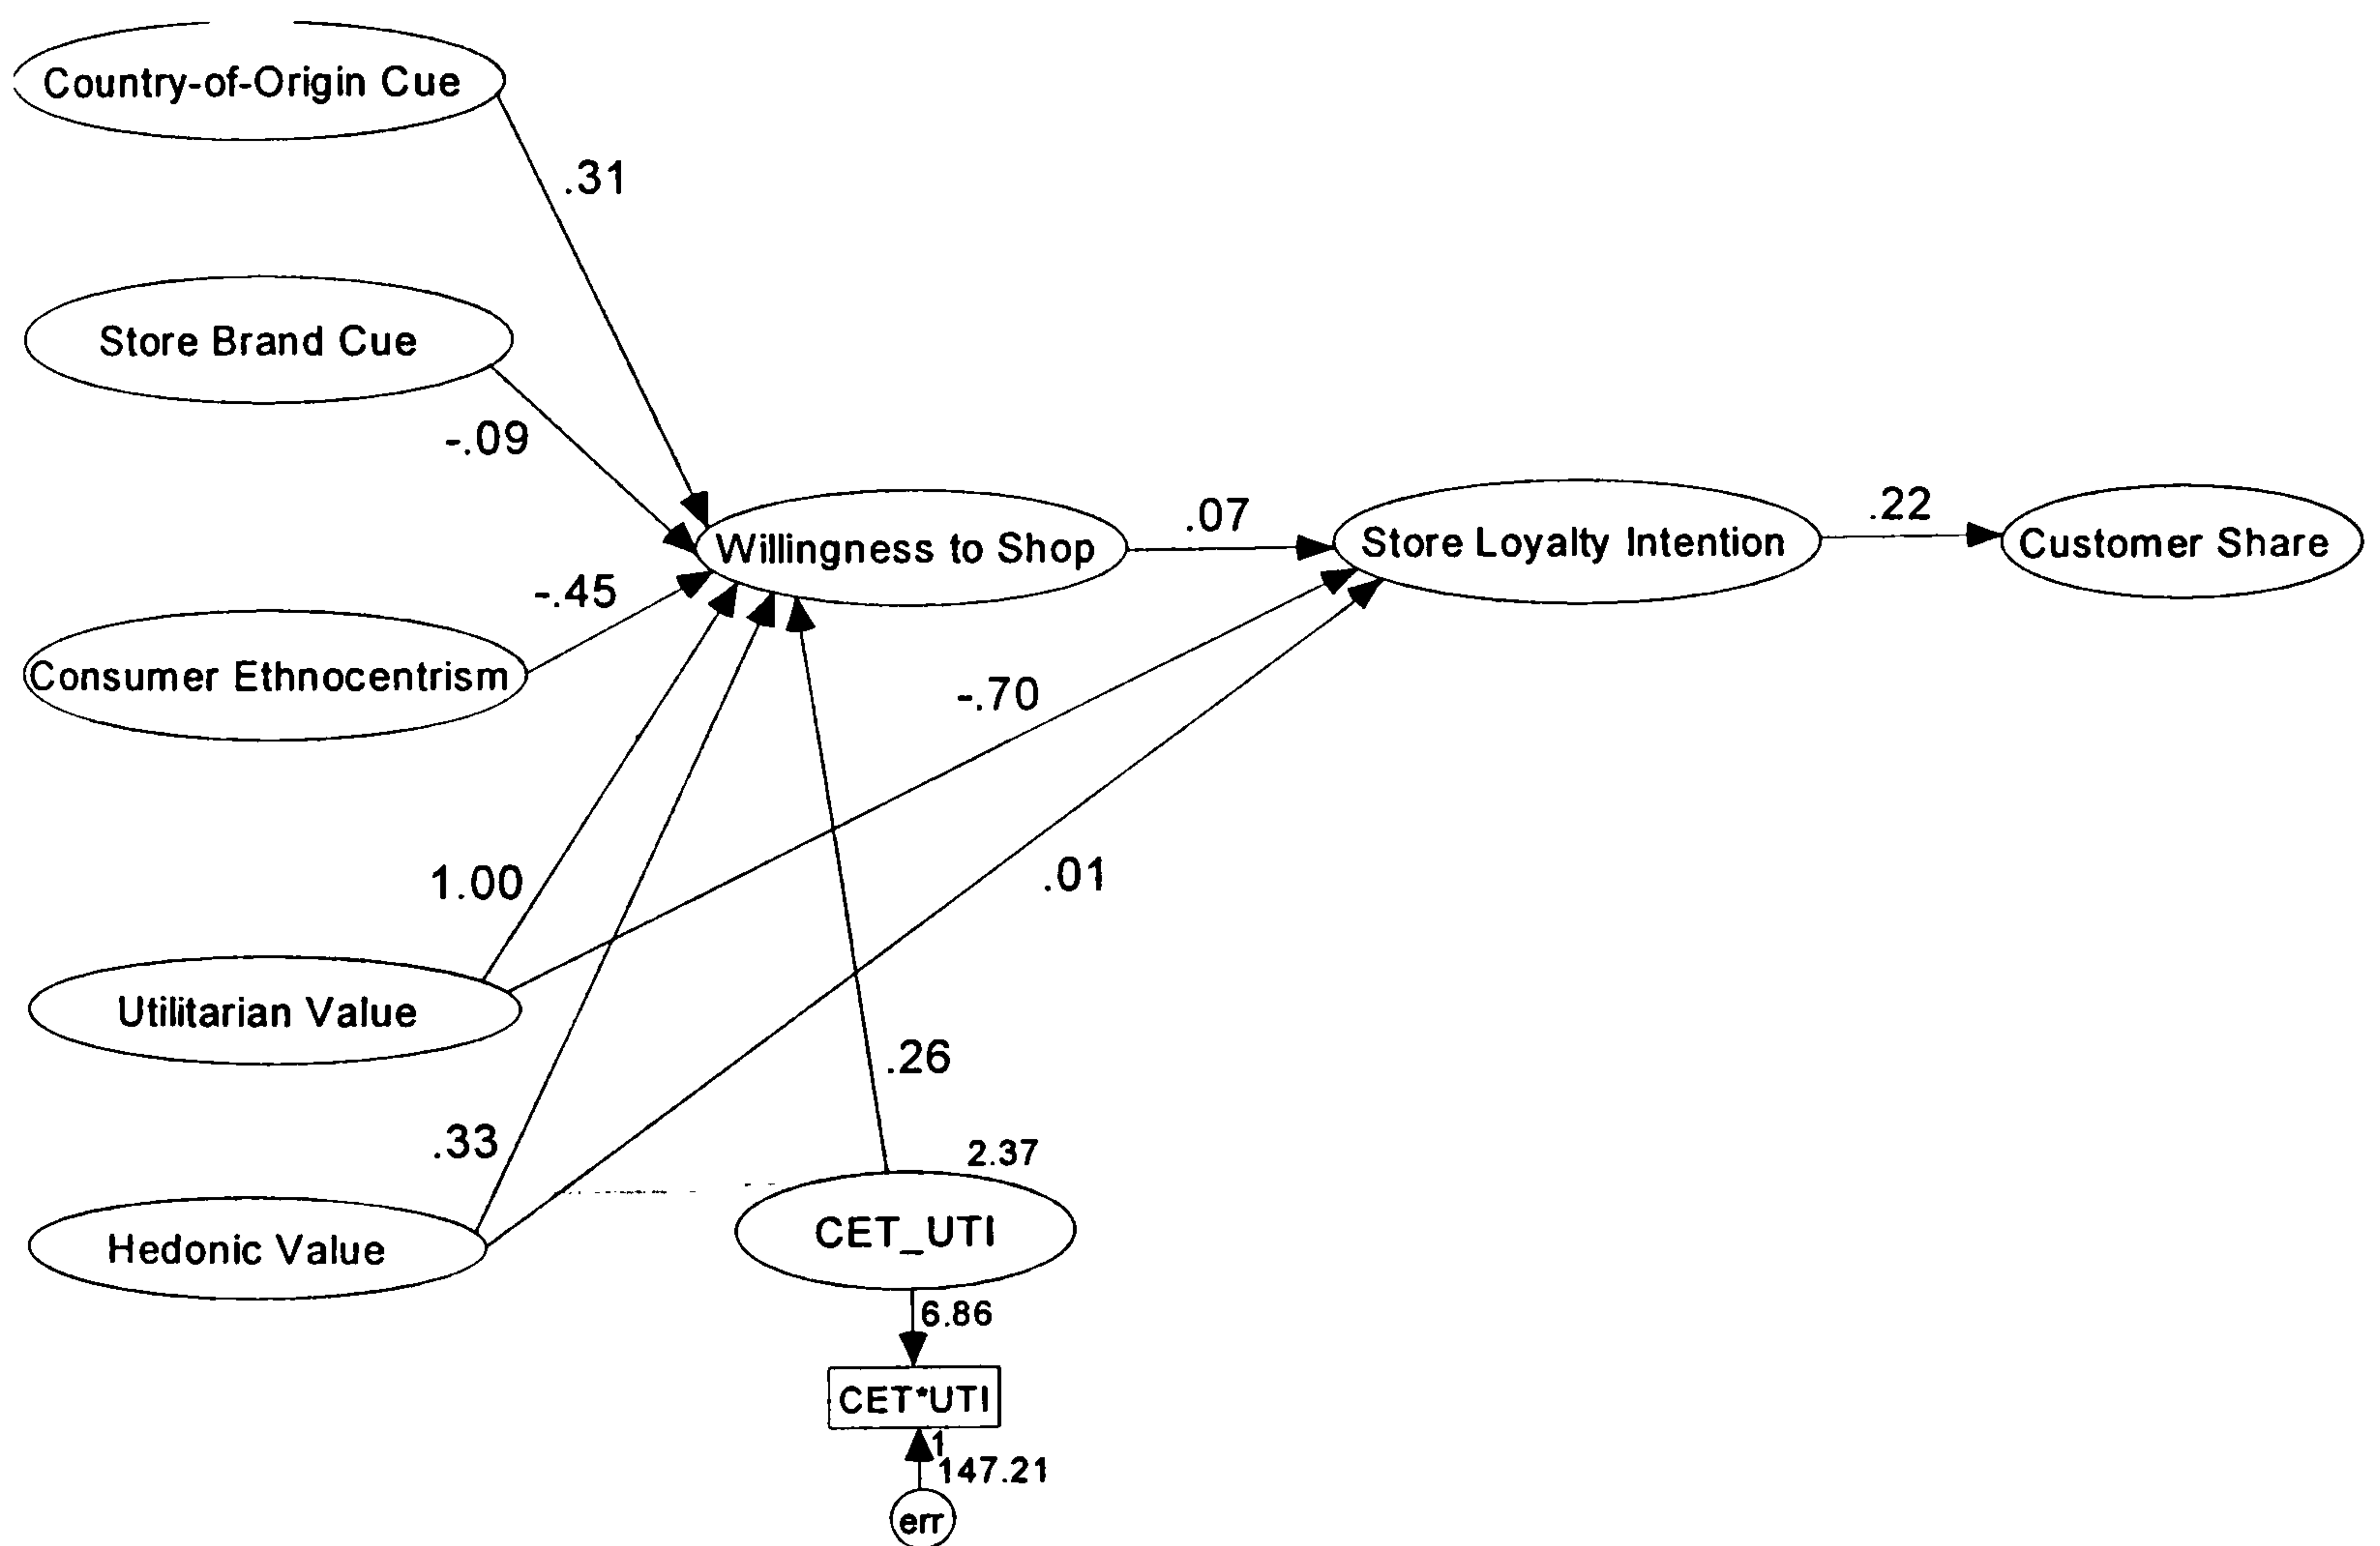 Country-of-Origin Cue
.31
Store Brand Cue
-.09
Willingness to Shop
.07
Store Loyalty Intention
.22
Customer Share
-.45
Consumer Ethnocentrism
-.70
1.00
.01
Utilitarian Value
.26
.33
2.37
Hedonic Value
CET_UTI
6.86
CET*UTI
1
147.21
err